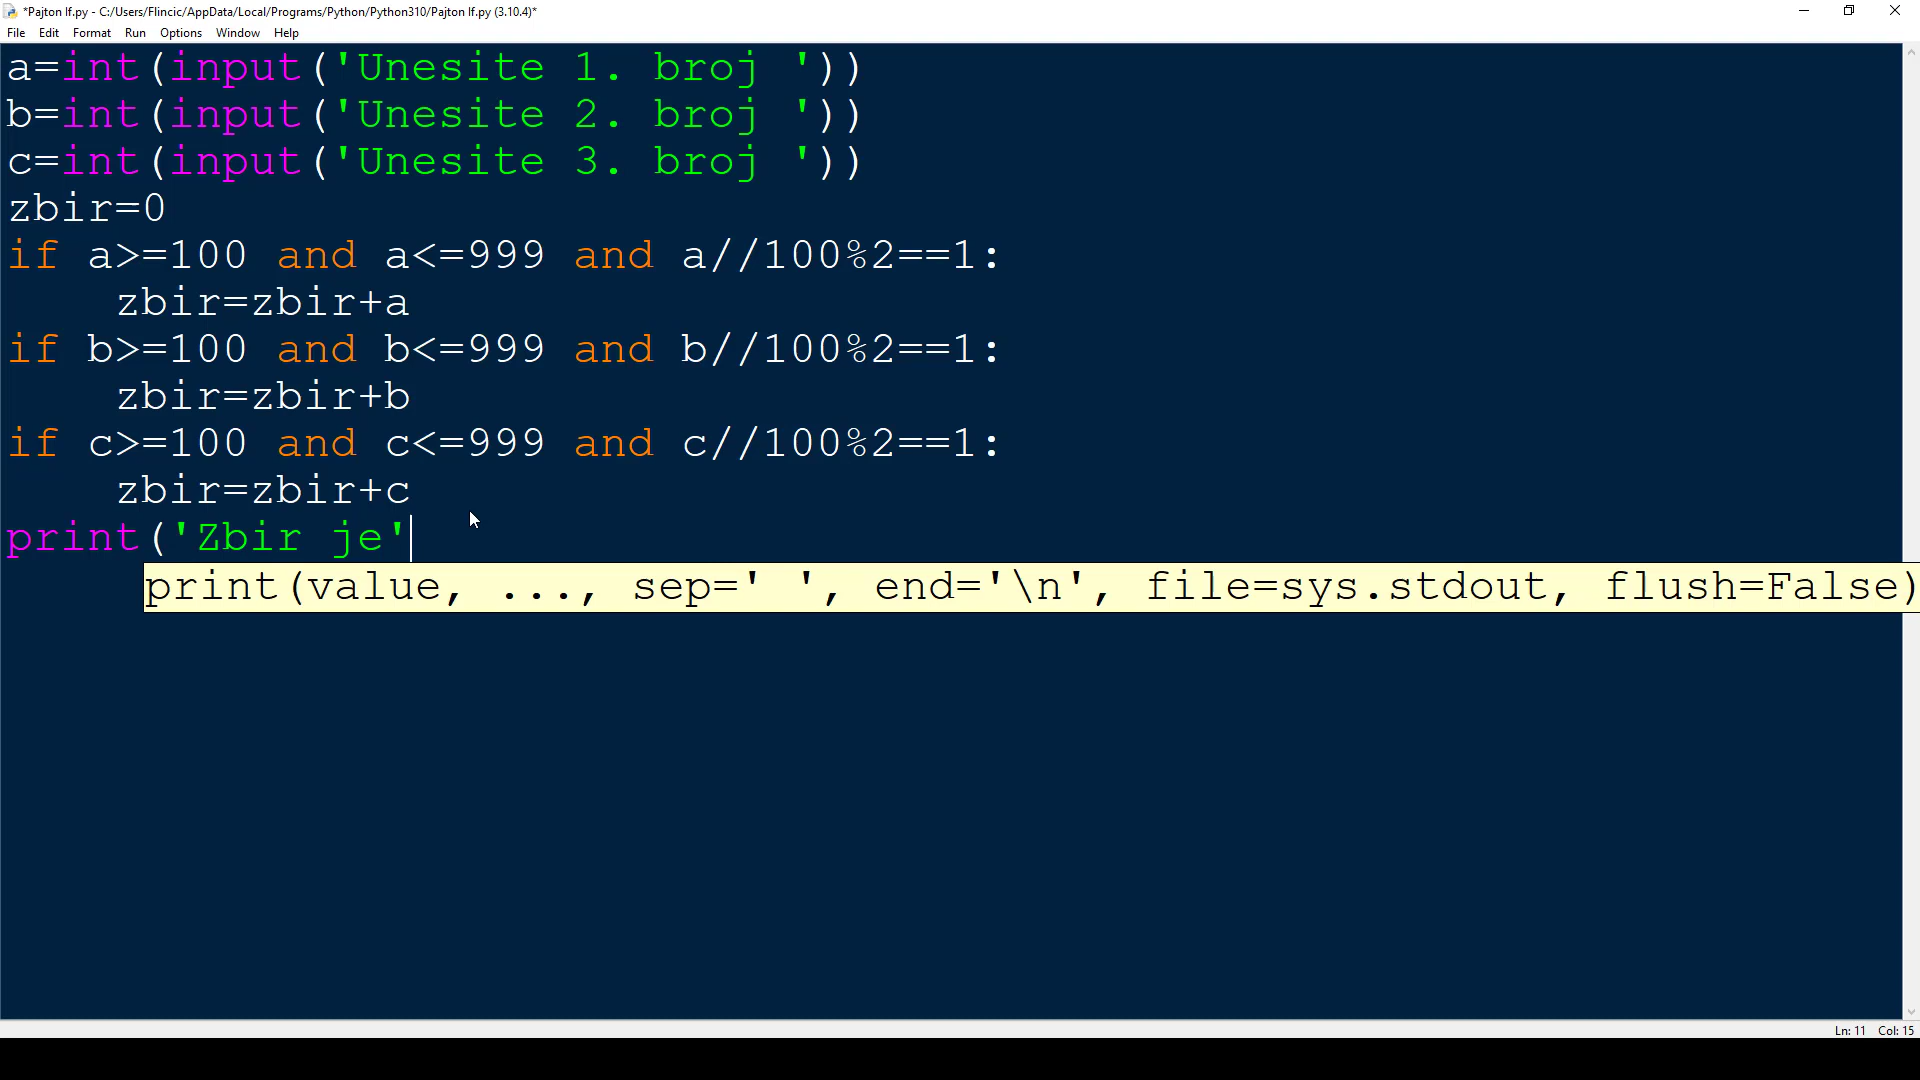 *Pajton If.py - C:/Users/Flincic/AppData/Local/Programs/Python/Python310/Pajton If.py (3.10.4)*
File Edit Format Run Options Window Help
a=int(input('Unesite 1. broj '))
b=int(input('Unesite 2. broj '))
c=int(input('Unesite 3. broj '))
zbir=0
if a>=100 and a<=999 and a//100%2==1:
zbir=zbir+a
if b>=100 and b<=999 and b//100%2==1:
zbir=zbir+b
if c>=100 and c<=999 and c//100%2==1:
zbir=zbir+c
print('Zbir je'
print(value, ..., sep=' ', end='\n', file=sys.stdout, flush=False)
Ln: 11 Col: 15